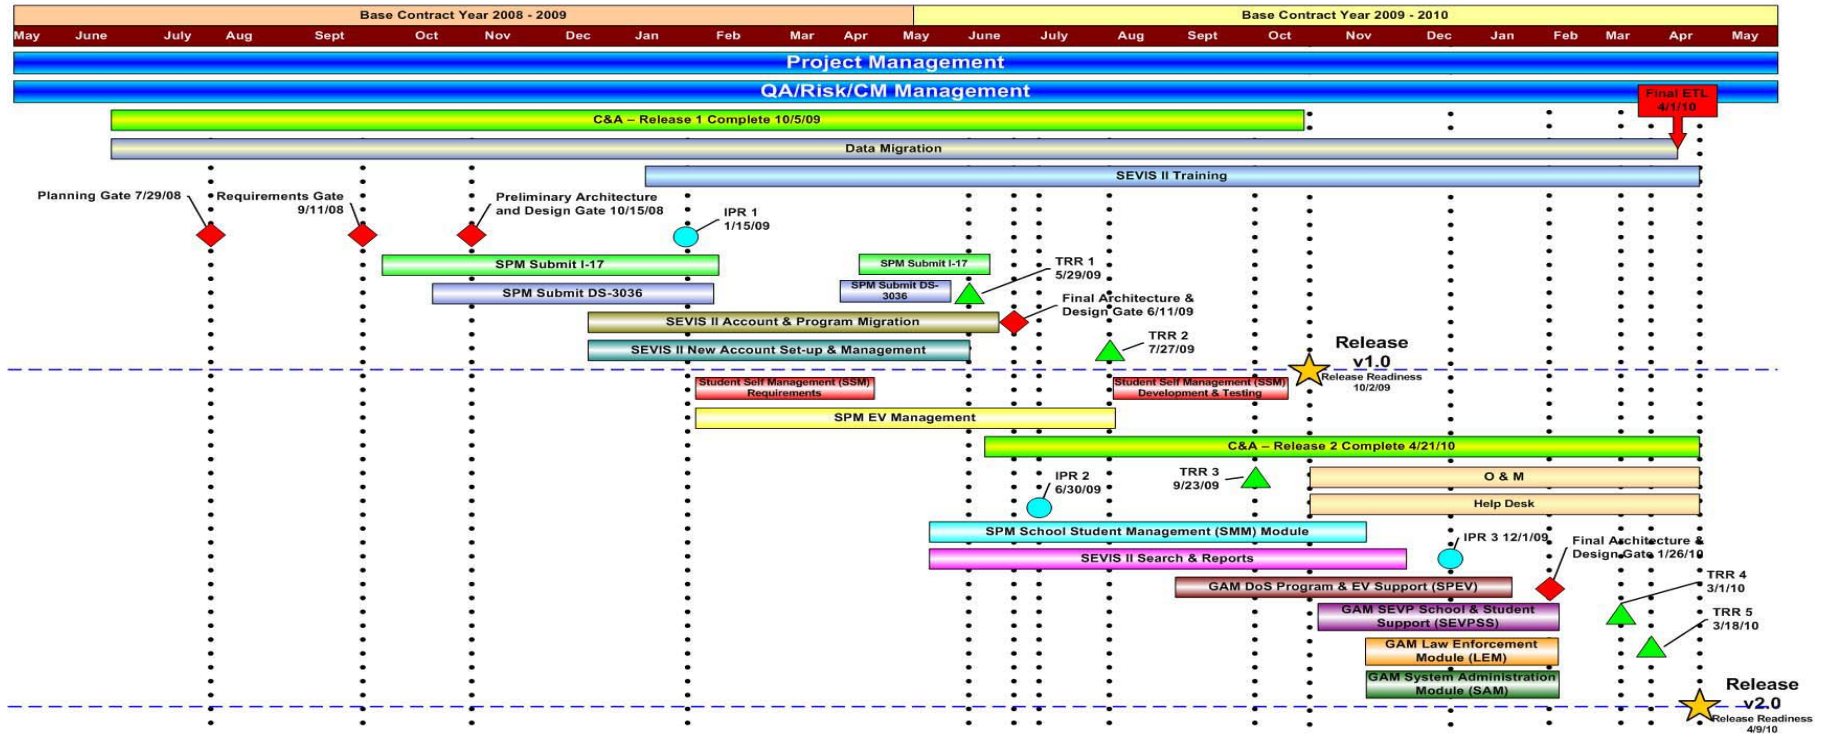 Base Contract Year 2008 - 2009
Base Contract Year 2009 - 2010
May June July Aug Sept Oct Nov Dec Jan Feb Mar Apr May June July Aug Sept Oct Nov Dec Jan Feb Mar Apr May
Project Management
QA/Risk/CM Management
Final ETL
4/1/10
C&A – Release 1 Complete 10/5/09
Data Migration
SEVIS II Training
Planning Gate 7/29/08
Requirements Gate
9/11/08
Preliminary Architecture
and Design Gate 10/15/08
IPR 1
1/15/09
SPM Submit I-17
SPM Submit I-17
TRR 1
5/29/09
SPM Submit DS-3036
SPM Submit DS-
3036
Final Architecture &
Design Gate 6/11/09
SEVIS II Account & Program Migration
TRR 2
7/27/09
SEVIS II New Account Set-up & Management
Release
v1.0
Release Readiness
10/2/09
Student Self Management (SSM)
Requirements
Student Self Management (SSM)
Development & Testing
SPM EV Management
C&A – Release 2 Complete 4/21/10
IPR 2
6/30/09
TRR 3
9/23/09
O & M
Help Desk
SPM School Student Management (SMM) Module
IPR 3 12/1/09
Final Architecture &
Design Gate 1/26/10
SEVIS II Search & Reports
GAM DoS Program & EV Support (SPEV)
TRR 4
3/1/10
GAM SEVP School & Student
Support (SEVPSS)
TRR 5
3/18/10
GAM Law Enforcement
Module (LEM)
GAM System Administration
Module (SAM)
Release
v2.0
Release Readiness
4/9/10